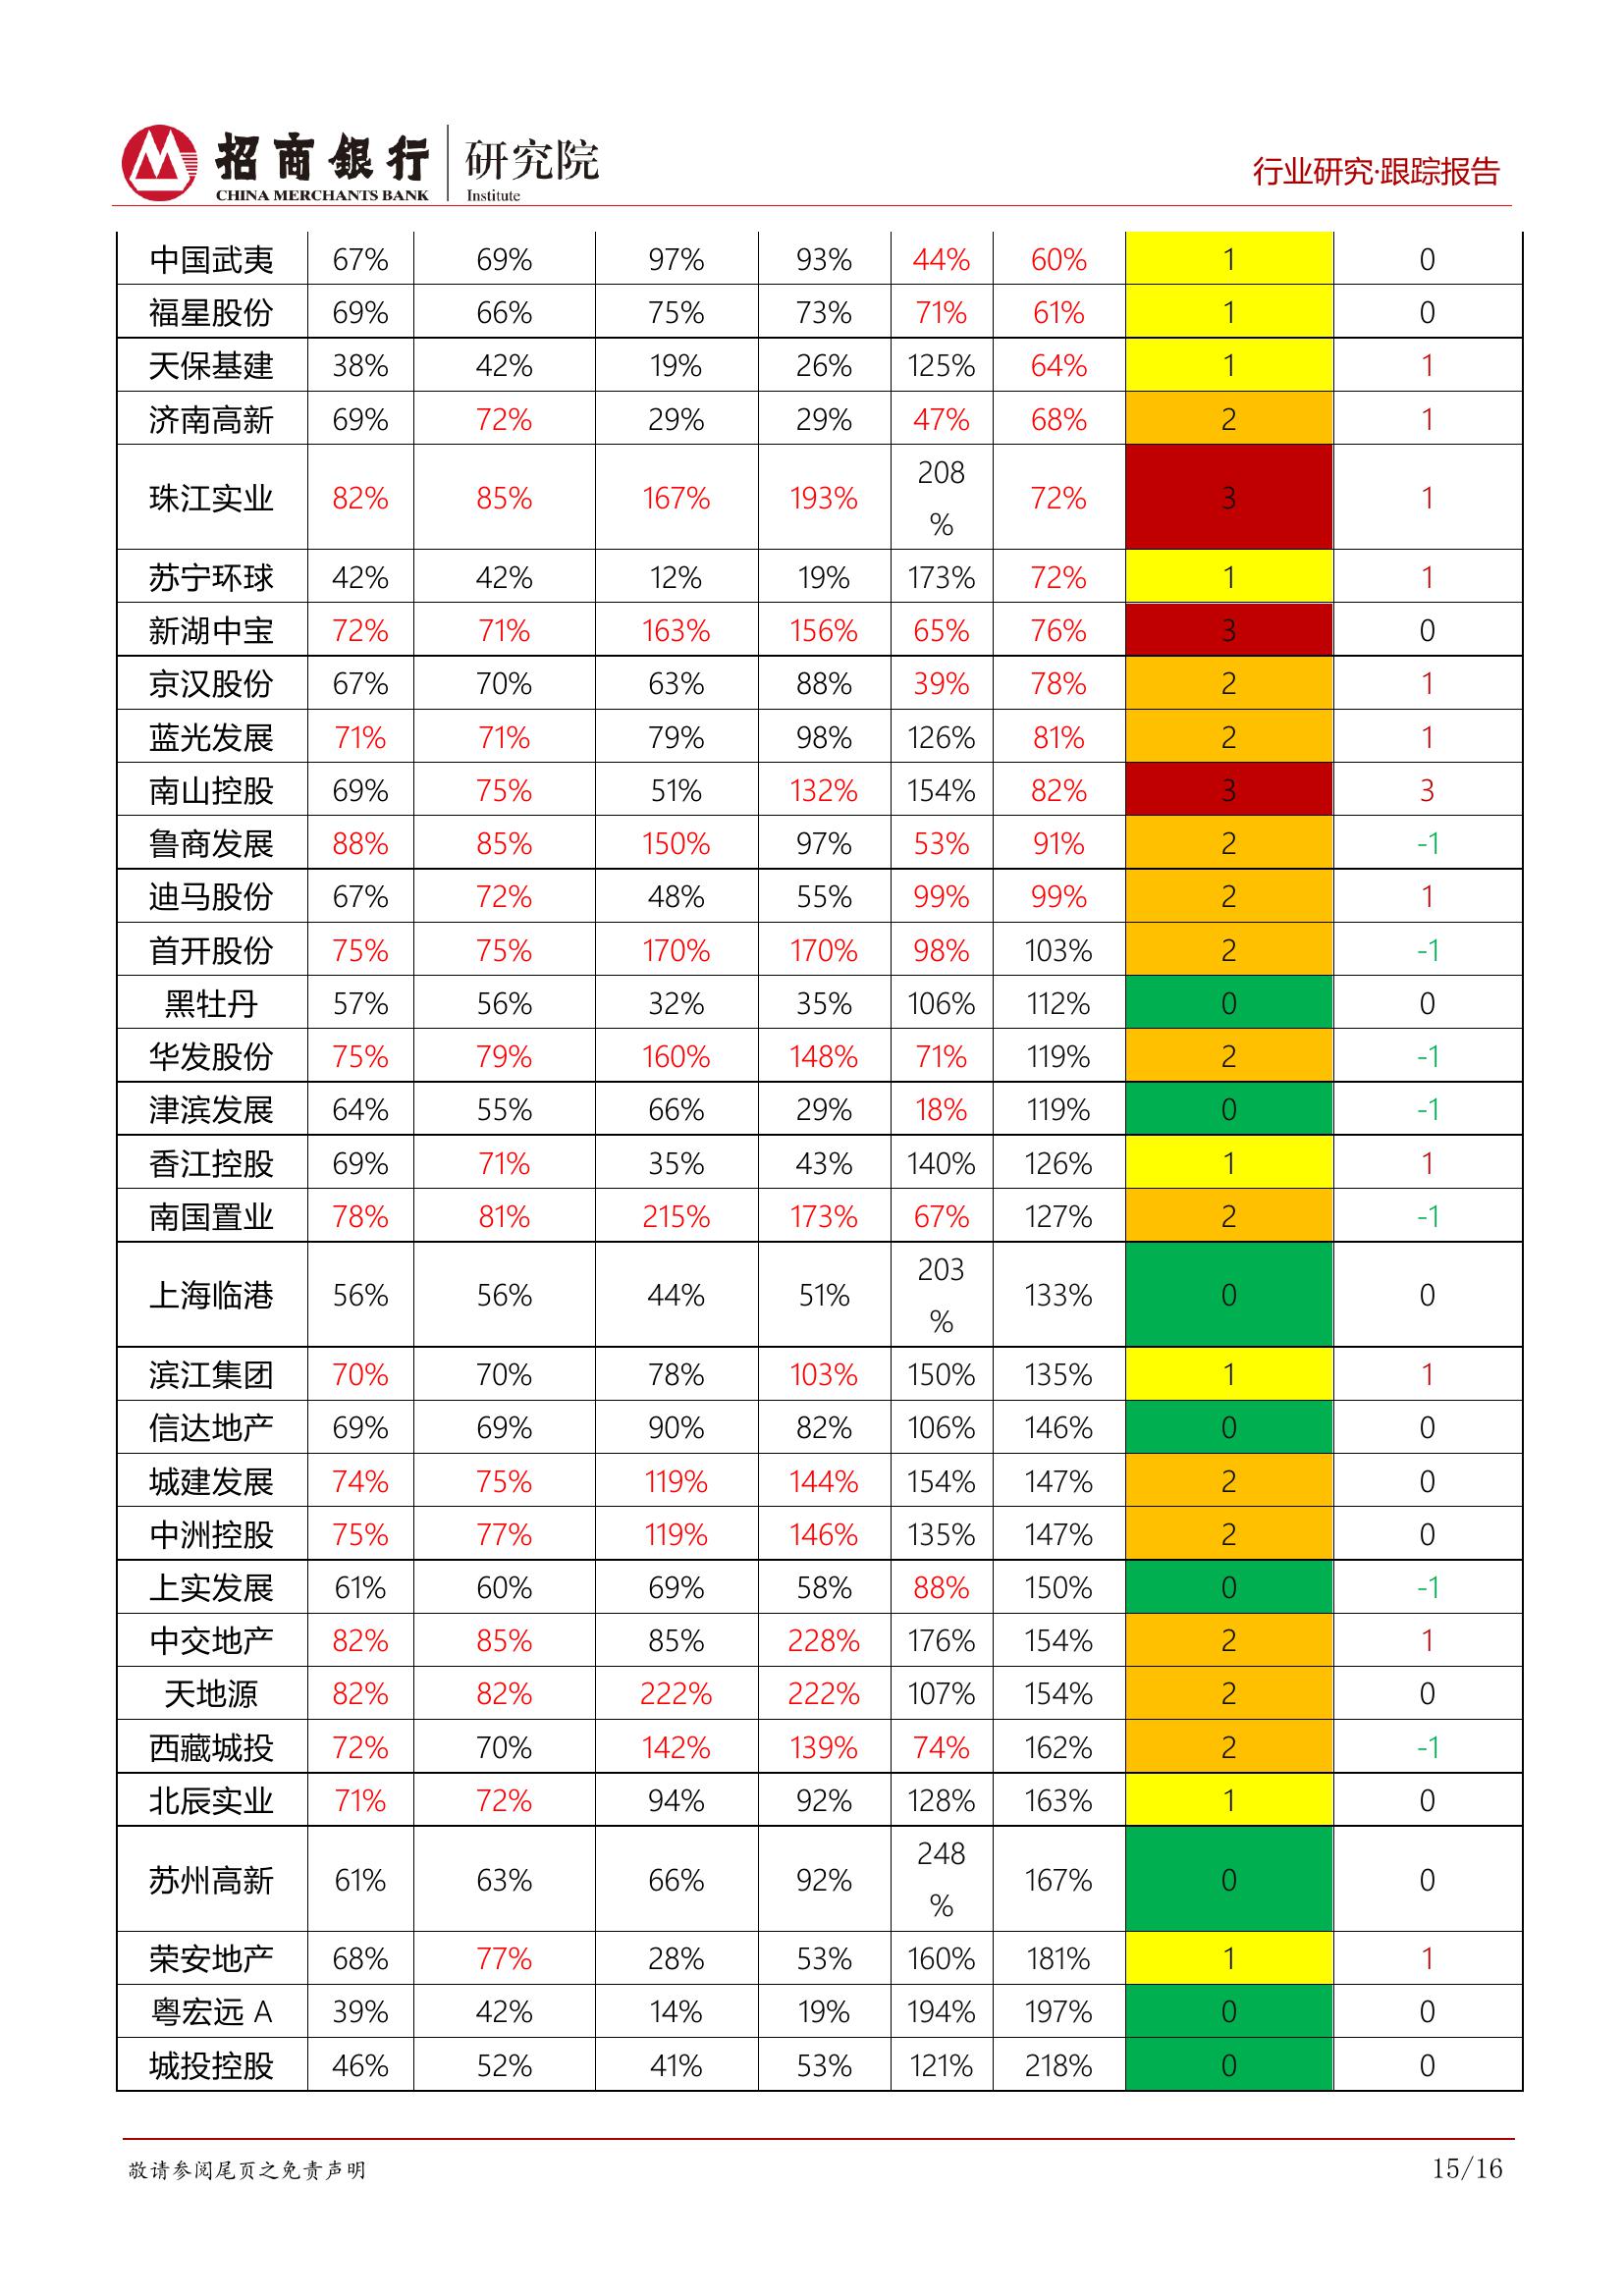 招商銀行 研究院
CHINA MERCHANTS BANK Institute
行业研究·跟踪报告
中国武夷 67% 69% 97% 93% 44% 60% 1 0
福星股份 69% 66% 75% 73% 71% 61% 1 0
天保基建 38% 42% 19% 26% 125% 64% 1 1
济南高新 69% 72% 29% 29% 47% 68% 2 1
珠江实业 82% 85% 167% 193% 208% 72% 3 1
苏宁环球 42% 42% 12% 19% 173% 72% 1 1
新湖中宝 72% 71% 163% 156% 65% 76% 3 0
京汉股份 67% 70% 63% 88% 39% 78% 2 1
蓝光发展 71% 71% 79% 98% 126% 81% 2 1
南山控股 69% 75% 51% 132% 154% 82% 3 3
鲁商发展 88% 85% 150% 97% 53% 91% 2 -1
迪马股份 67% 72% 48% 55% 99% 99% 2 1
首开股份 75% 75% 170% 170% 98% 103% 2 -1
黑牡丹 57% 56% 32% 35% 106% 112% 0 0
华发股份 75% 79% 160% 148% 71% 119% 2 -1
津滨发展 64% 55% 66% 29% 18% 119% 0 -1
香江控股 69% 71% 35% 43% 140% 126% 1 1
南国置业 78% 81% 215% 173% 67% 127% 2 -1
上海临港 56% 56% 44% 51% 203% 133% 0 0
滨江集团 70% 70% 78% 103% 150% 135% 1 1
信达地产 69% 69% 90% 82% 106% 146% 0 0
城建发展 74% 75% 119% 144% 154% 147% 2 0
中洲控股 75% 77% 119% 146% 135% 147% 2 0
上实发展 61% 60% 69% 58% 88% 150% 0 -1
中交地产 82% 85% 85% 228% 176% 154% 2 1
天地源 82% 82% 222% 222% 107% 154% 2 0
西藏城投 72% 70% 142% 139% 74% 162% 2 -1
北辰实业 71% 72% 94% 92% 128% 163% 1 0
苏州高新 61% 63% 66% 92% 248% 167% 0 0
荣安地产 68% 77% 28% 53% 160% 181% 1 1
粤宏远 A 39% 42% 14% 19% 194% 197% 0 0
城投控股 46% 52% 41% 53% 121% 218% 0 0
敬请参阅尾页之免责声明
15/16